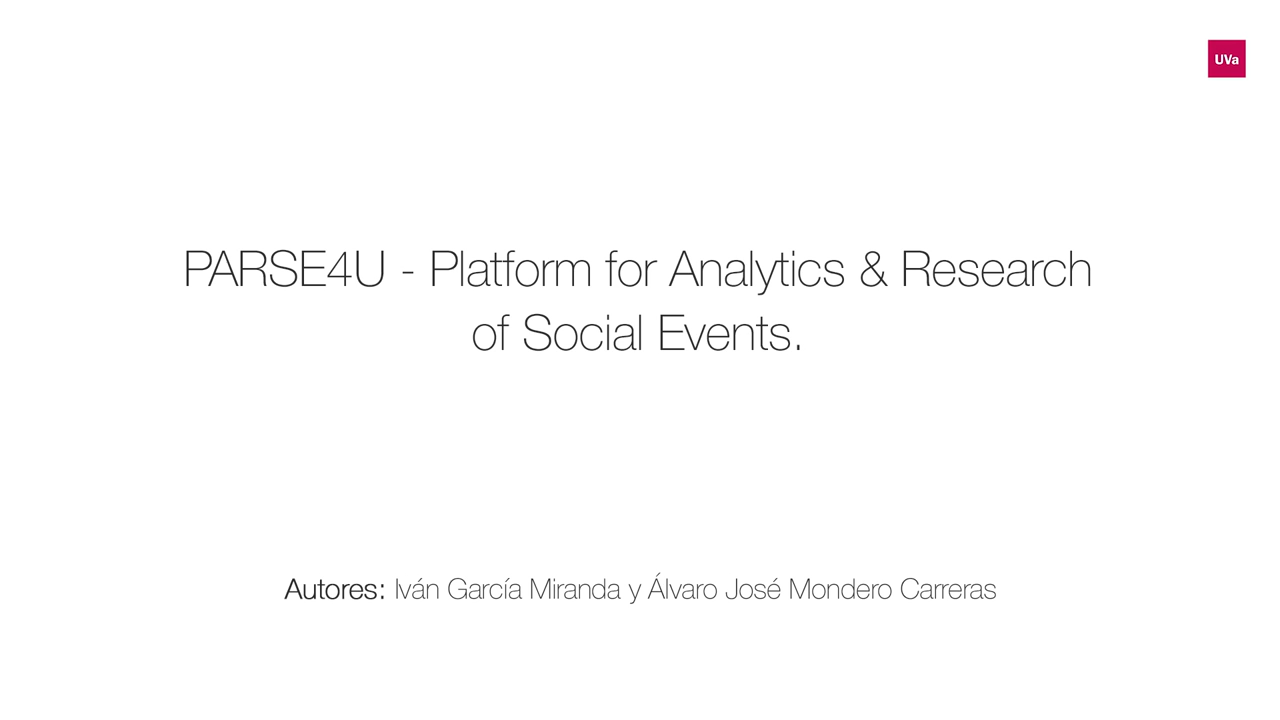 UVa
PARSE4U - Platform for Analytics & Research
of Social Events.
Autores: Iván García Miranda y Álvaro José Mondero Carreras